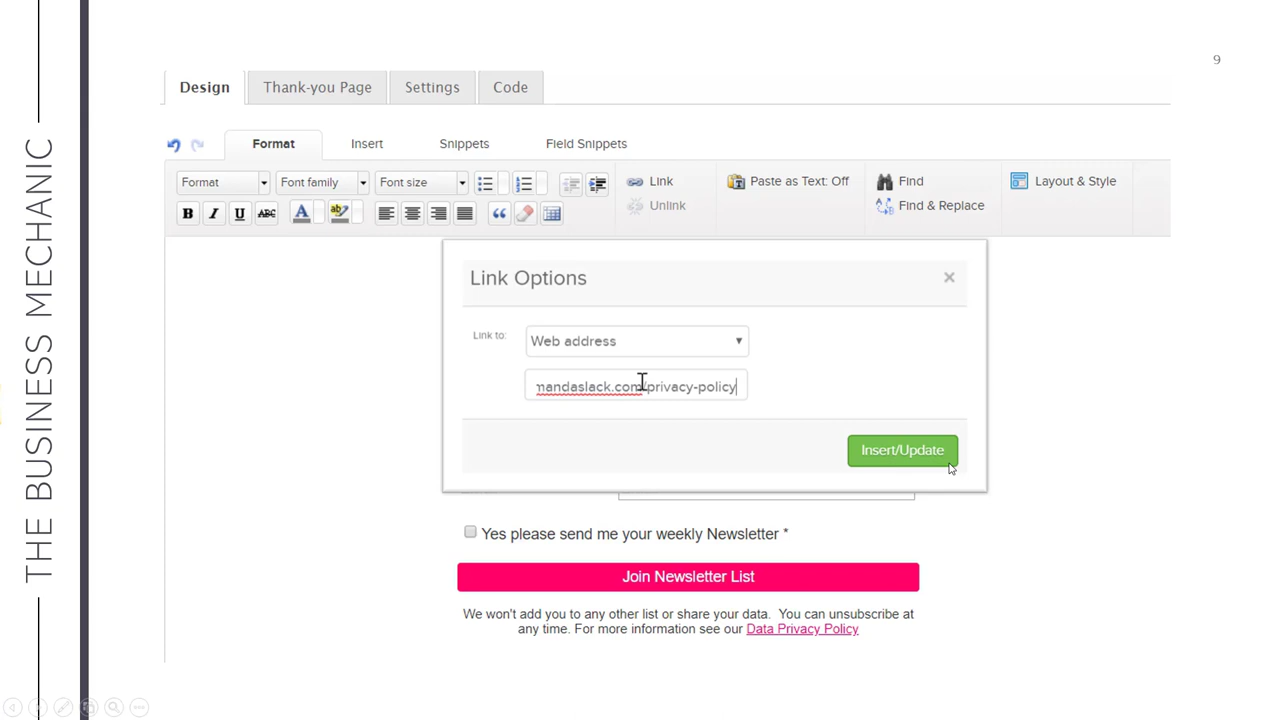 THE BUSINESS MECHANIC
9
Design Thank-you Page Settings Code
Format Insert Snippets Field Snippets
Format Font family Font size Link Paste as Text: Off Find Layout & Style
B I U ABC A ab Unlink Find & Replace
Link Options ×
Link to: Web address
mandaslack.com/privacy-policy
Insert/Update
Yes please send me your weekly Newsletter *
Join Newsletter List
We won't add you to any other list or share your data. You can unsubscribe at
any time. For more information see our Data Privacy Policy